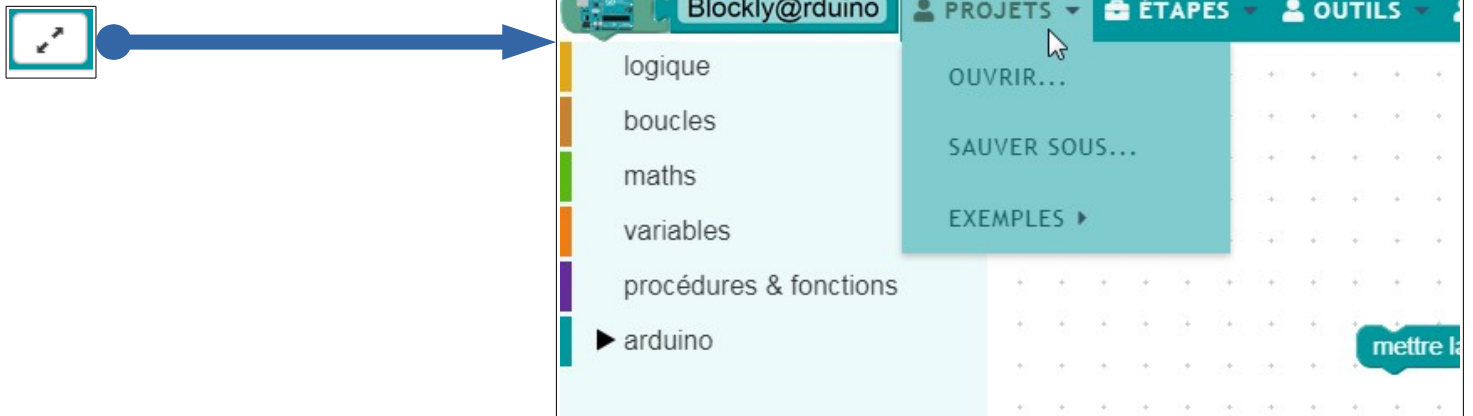 Blockly@rduino
PROJETS
ÉTAPES
OUTILS
logique
boucles
maths
variables
procédures & fonctions
arduino
OUVRIR...
SAUVER SOUS...
EXEMPLES
mettre la